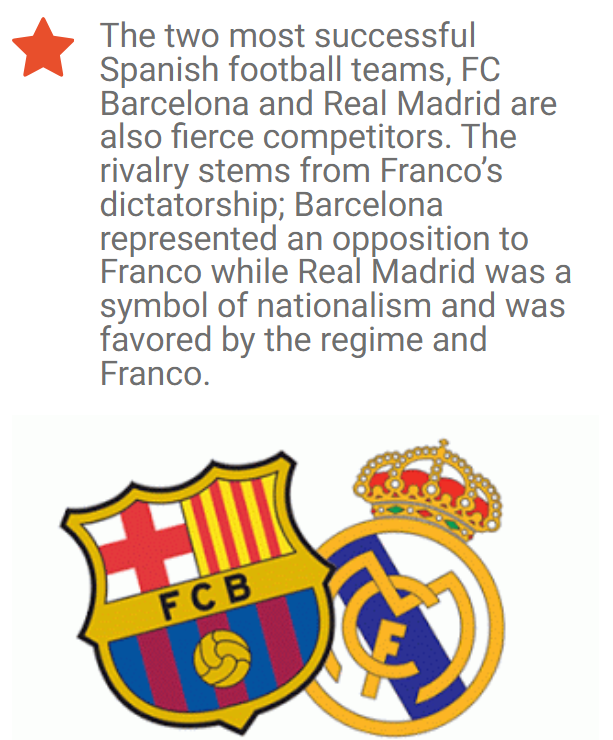 The two most successful
Spanish football teams, FC
Barcelona and Real Madrid are
also fierce competitors. The
rivalry stems from Franco’s
dictatorship; Barcelona
represented an opposition to
Franco while Real Madrid was a
symbol of nationalism and was
favored by the regime and
Franco.
FCB
MCF